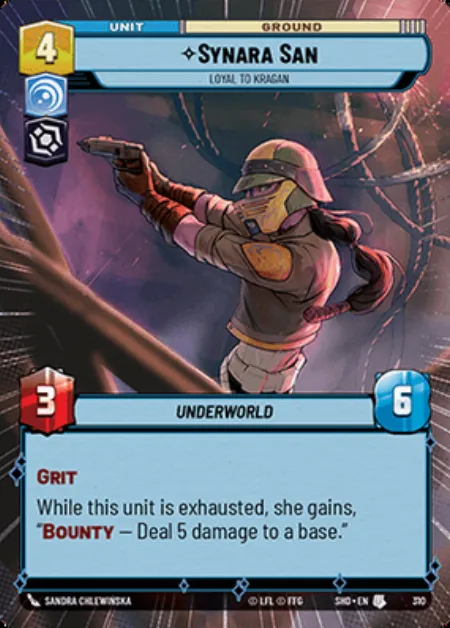 UNIT
GROUND
4
SYNARA SAN
LOYAL TO KRAGAN
3
UNDERWORLD
6
GRIT
While this unit is exhausted, she gains,
"BOUNTY – Deal 5 damage to a base."
SANDRA CHLEWIŃSKA
© LFL © FFG
SHD • EN
310